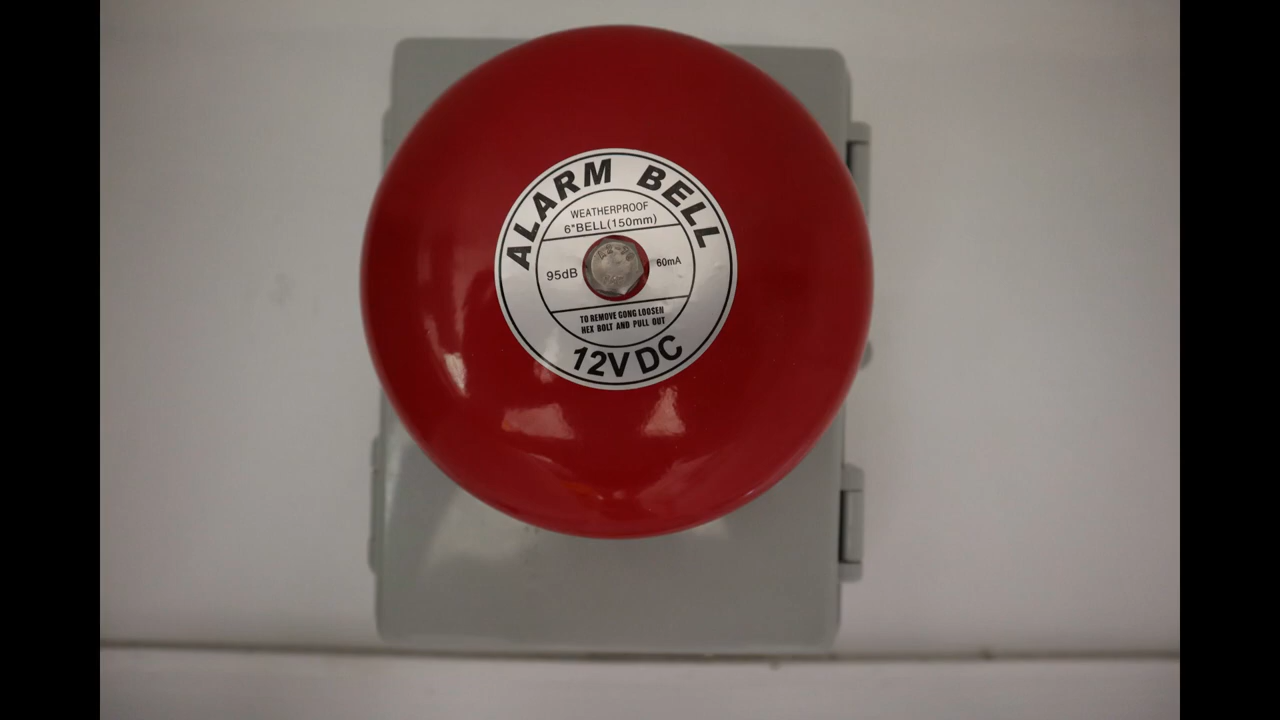 ALARM BELL
WEATHERPROOF
6"BELL(150mm)
95dB
60mA
TO REMOVE GONG LOOSEN
HEX BOLT AND PULL OUT
12V DC